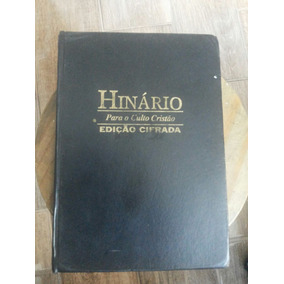 HINÁRIO
Para o Culto Cristão
EDIÇÃO CIFRADA